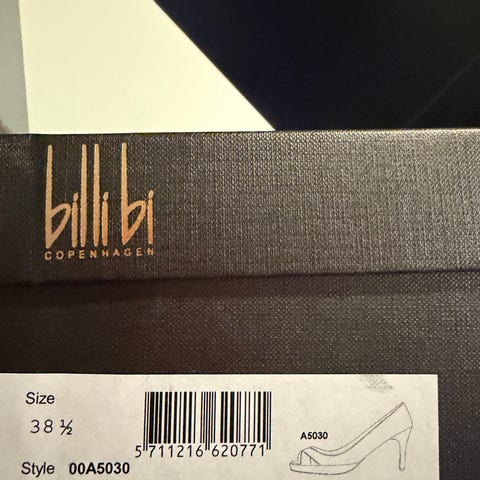 billi bi
COPENHAGEN
Size
38 ½
5 711216 620771
A5030
Style 00A5030